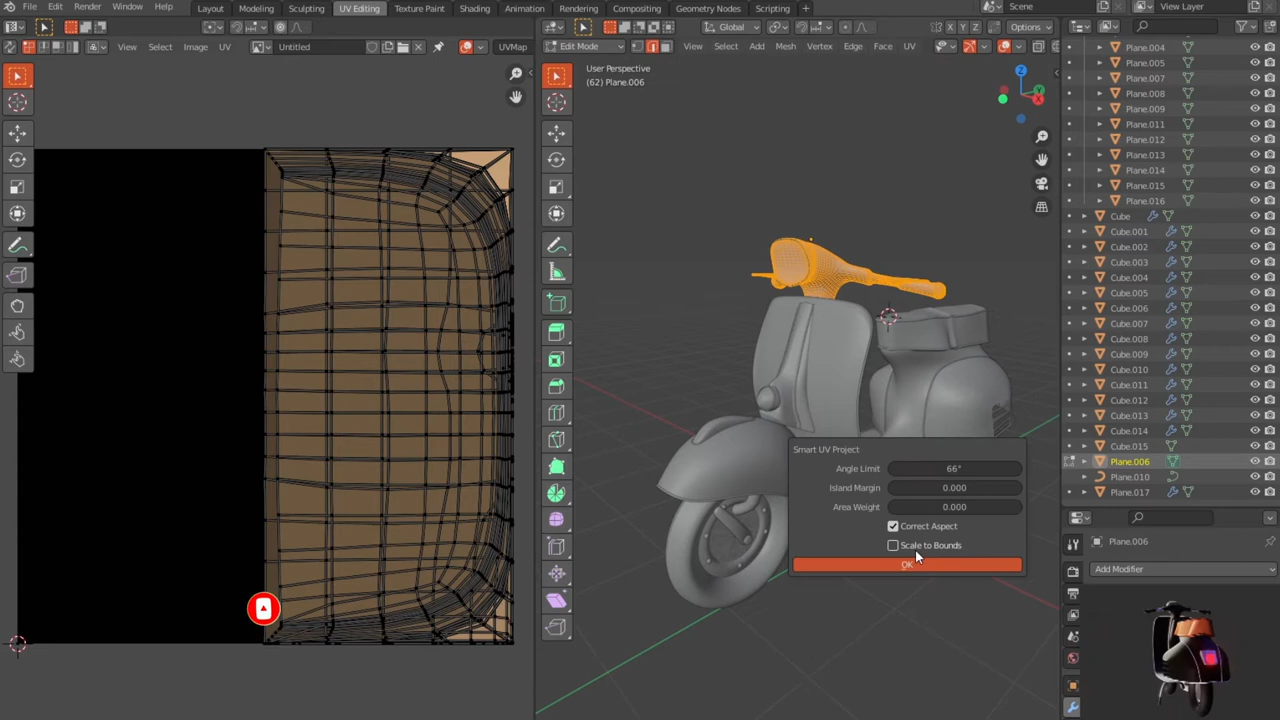 File Edit Render Window Help Layout Modeling Sculpting UV Editing Texture Paint Shading Animation Rendering Compositing Geometry Nodes Scripting + Scene View Layer
Global Options
View Select Image UV Untitled UVMap Edit Mode View Select Add Mesh Vertex Edge Face UV
User Perspective
(62) Plane.006
Z
Y
X
Plane.004
Plane.005
Plane.007
Plane.008
Plane.009
Plane.011
Plane.012
Plane.013
Plane.014
Plane.015
Plane.016
Cube
Cube.001
Cube.002
Cube.003
Cube.004
Cube.005
Cube.006
Cube.007
Cube.008
Cube.009
Cube.010
Cube.011
Cube.012
Cube.013
Cube.014
Cube.015
Plane.006
Plane.010
Plane.017
Smart UV Project
Angle Limit 66°
Island Margin 0.000
Area Weight 0.000
Correct Aspect
Scale to Bounds
OK
Plane.006
Add Modifier